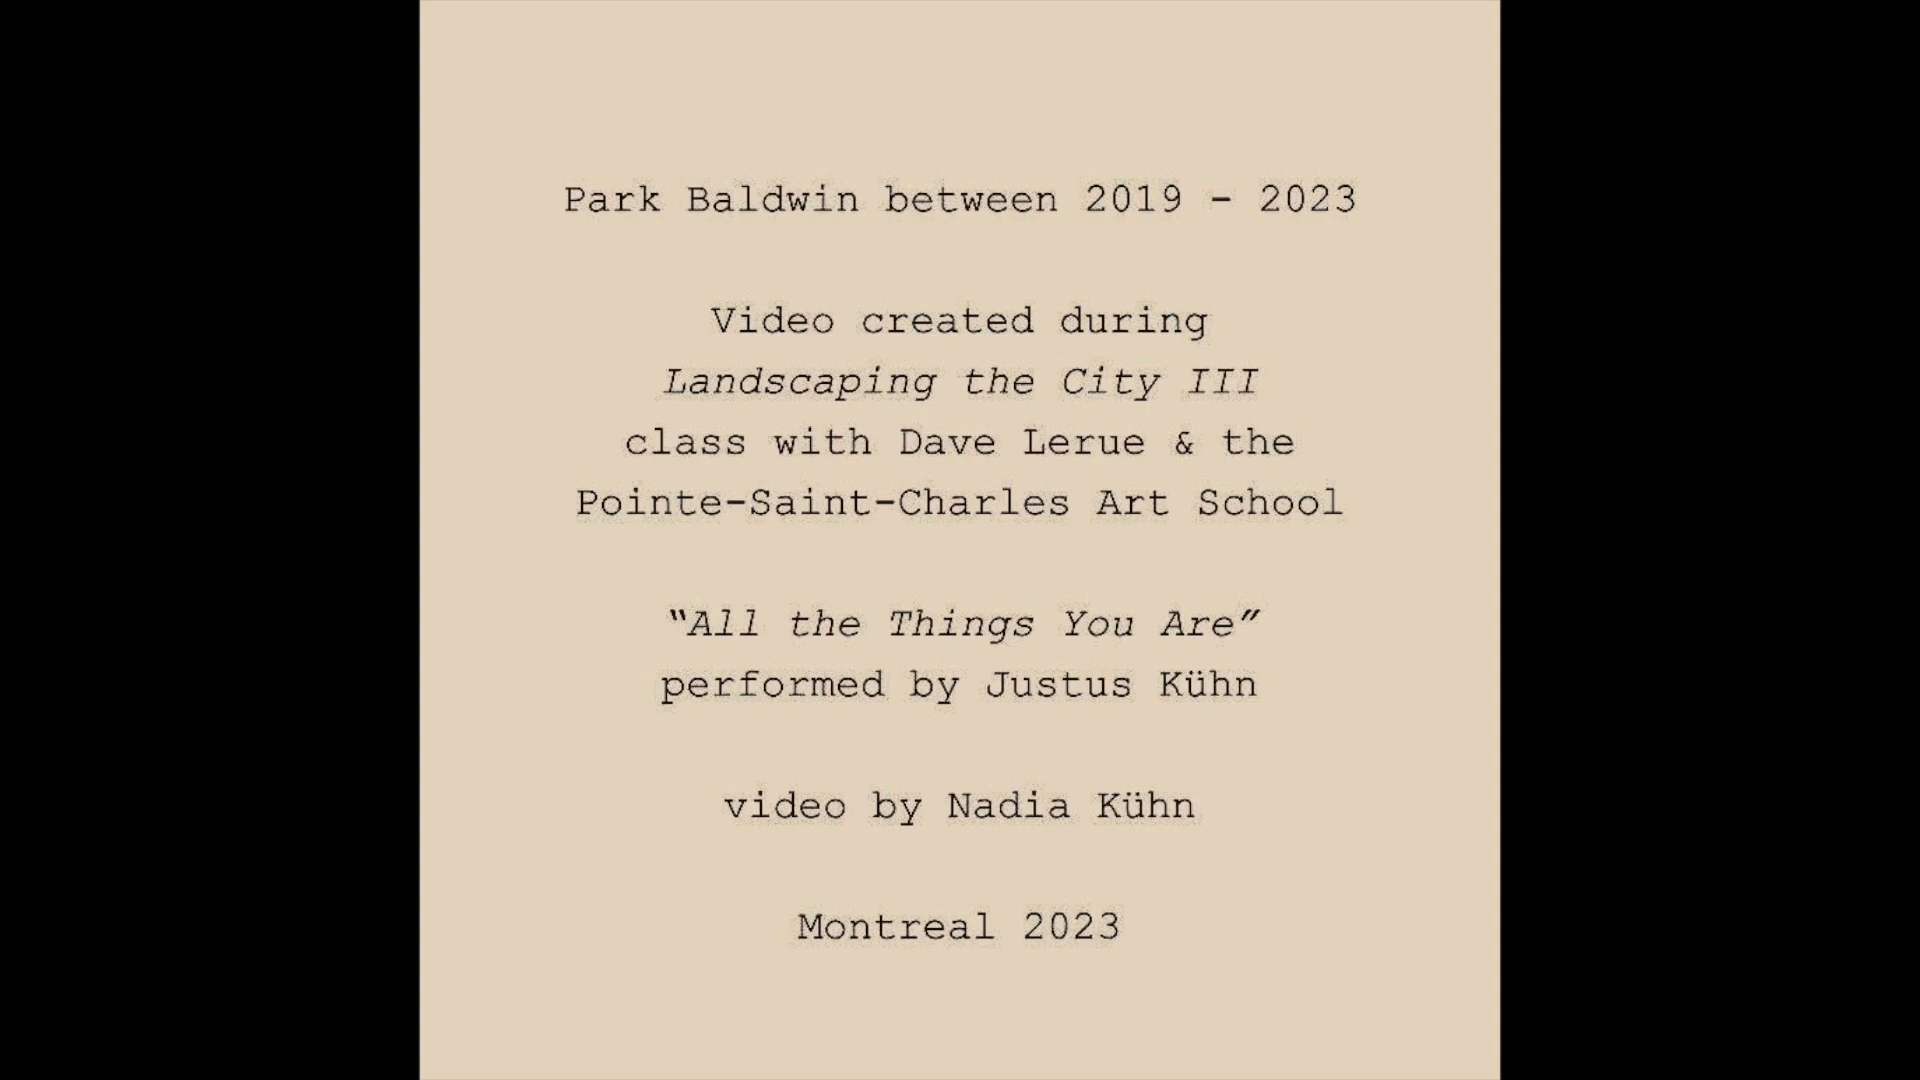 Park Baldwin between 2019 - 2023
Video created during
Landscaping the City III
class with Dave Lerue & the
Pointe-Saint-Charles Art School
“All the Things You Are”
performed by Justus Kühn
video by Nadia Kühn
Montreal 2023